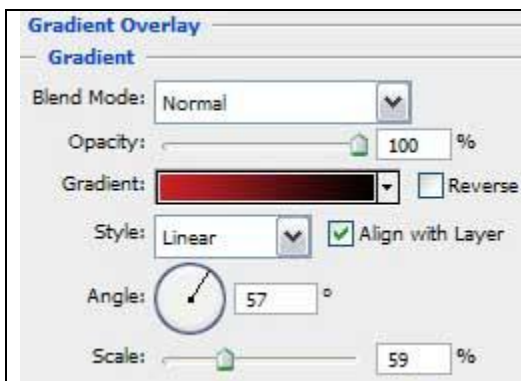 Gradient Overlay
Gradient
Blend Mode: Normal
Opacity: 100 %
Gradient: Reverse
Style: Linear Align with Layer
Angle: 57 °
Scale: 59 %